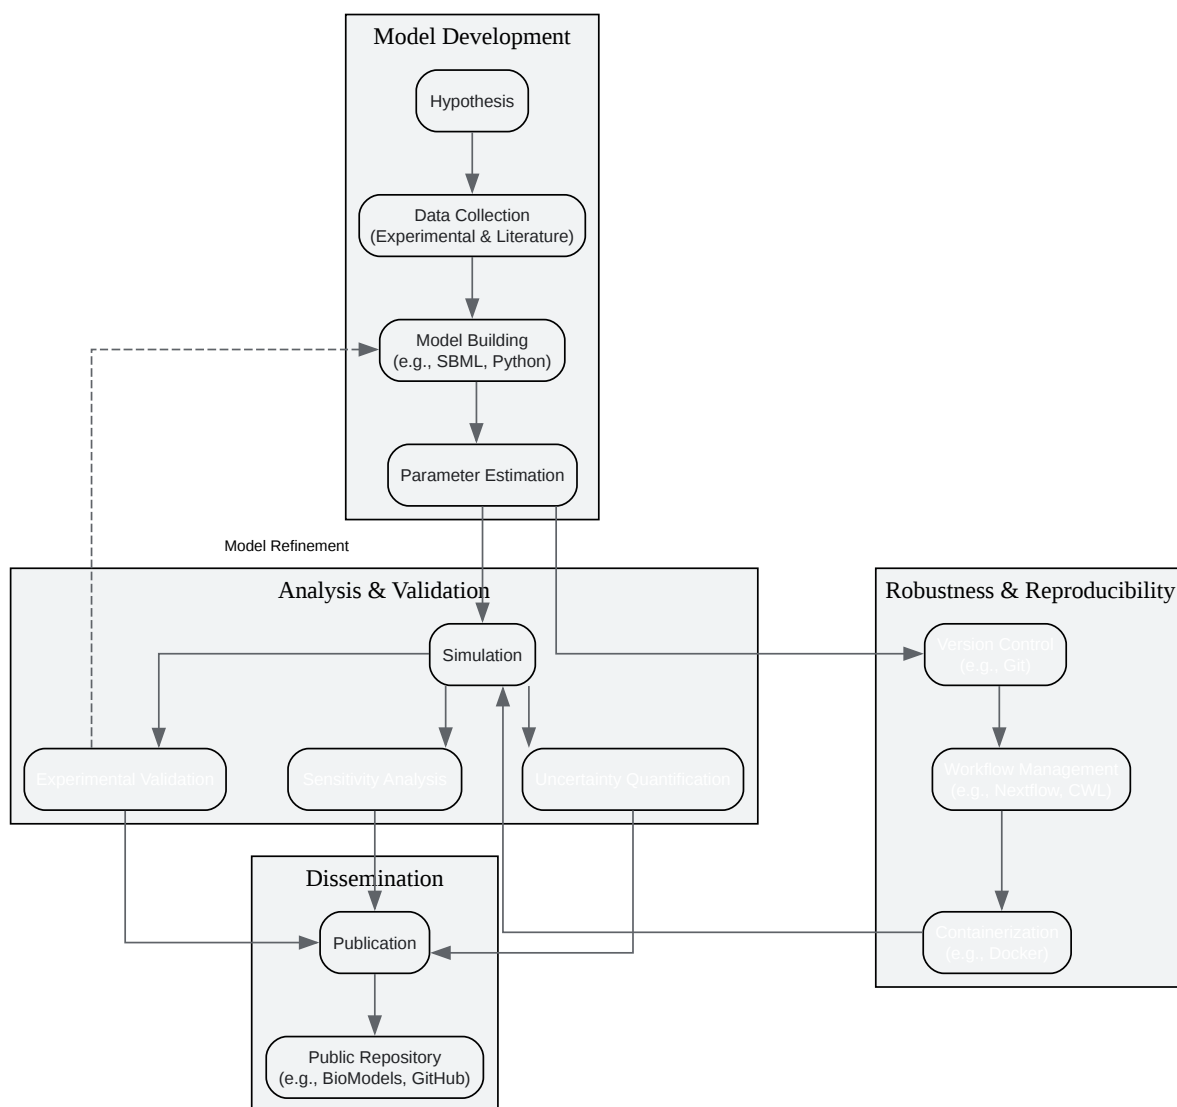 Model Development
Hypothesis
Data Collection
(Experimental & Literature)
Model Building
(e.g., SBML, Python)
Parameter Estimation
Model Refinement
Analysis & Validation
Simulation
Experimental Validation
Sensitivity Analysis
Uncertainty Quantification
Robustness & Reproducibility
Version Control
(e.g., Git)
Workflow Management
(e.g., Nextflow, CWL)
Containerization
(e.g., Docker)
Dissemination
Publication
Public Repository
(e.g., BioModels, GitHub)